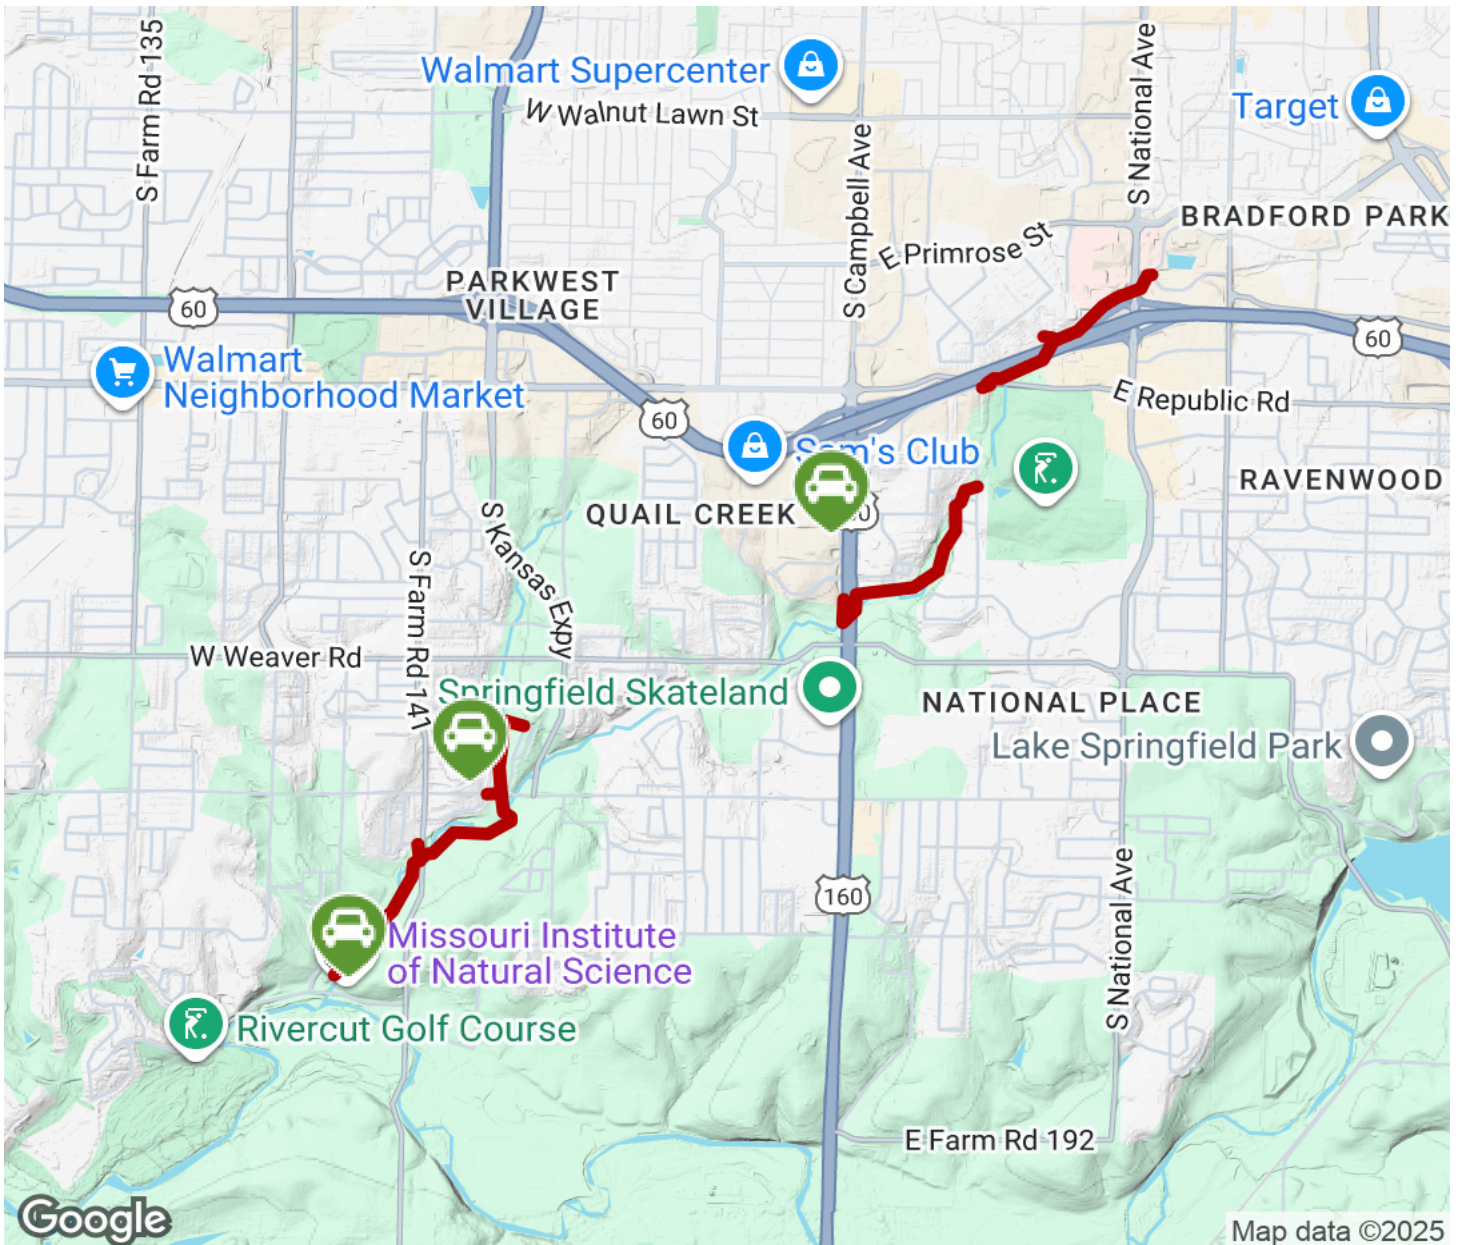 S Farm Rd 135
Walmart Supercenter
W Walnut Lawn St
S National Ave
Target
S Campbell Ave
BRADFORD PARK
E Primrose St
PARKWEST
VILLAGE
60
60
Walmart
Neighborhood Market
60
E Republic Rd
Sam's Club
RAVENWOOD
QUAIL CREEK
S Kansas Expy
S Farm Rd 141
W Weaver Rd
Springfield Skateland
NATIONAL PLACE
Lake Springfield Park
160
S National Ave
Missouri Institute
of Natural Science
Rivercut Golf Course
E Farm Rd 192
Google
Map data ©2025